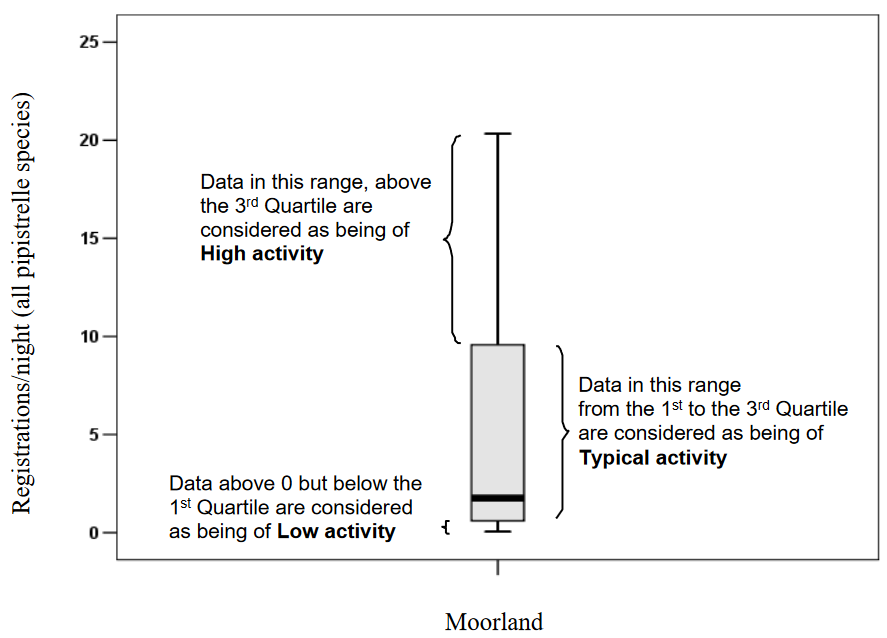 Registrations/night (all pipistrelle species)
25
20
15
10
5
0
Data in this range, above
the 3rd Quartile are
considered as being of
High activity
Data in this range
from the 1st to the 3rd Quartile
are considered as being of
Typical activity
Data above 0 but below the
1st Quartile are considered
as being of Low activity
Moorland